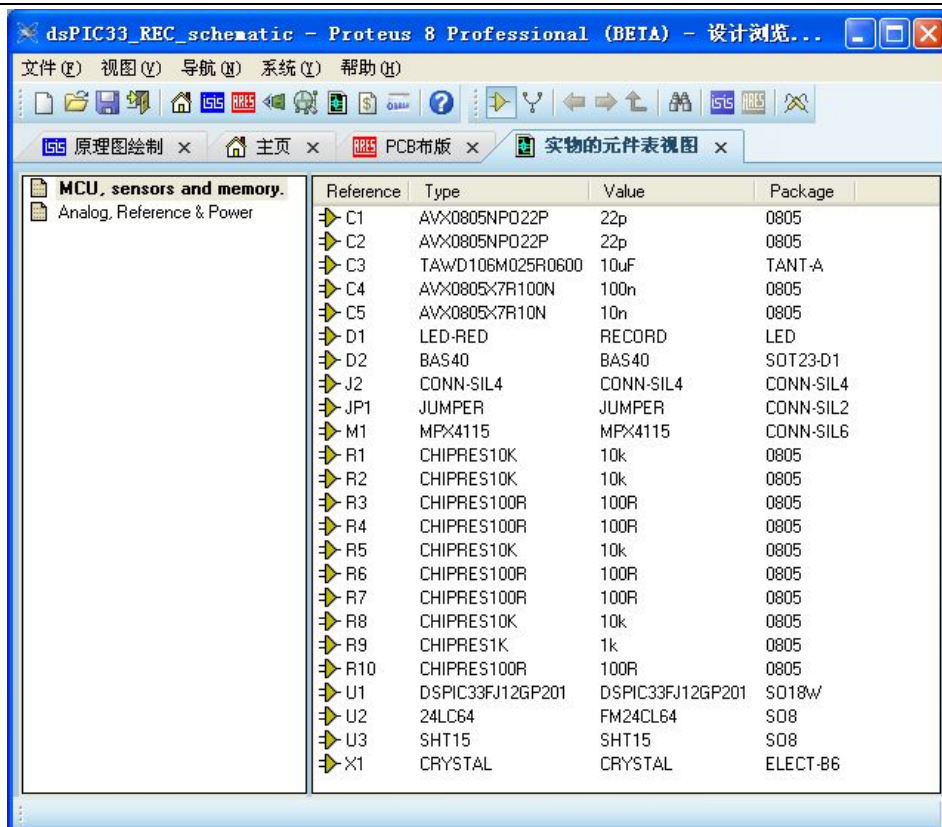 dsPIC33_REC_schematic - Proteus 8 Professional (BETA) - 设计浏览...
文件(F) 视图(V) 导航(N) 系统(Y) 帮助(H)
isis ARES $ isis ARES
isis 原理图绘制 × 主页 × ARES PCB布版 × 实物的元件表视图 ×
MCU, sensors and memory.
Analog, Reference & Power
Reference Type Value Package
C1 AVX0805NPO22P 22p 0805
C2 AVX0805NPO22P 22p 0805
C3 TAWD106M025R0600 10uF TANT-A
C4 AVX0805X7R100N 100n 0805
C5 AVX0805X7R10N 10n 0805
D1 LED-RED RECORD LED
D2 BAS40 BAS40 SOT23-D1
J2 CONN-SIL4 CONN-SIL4 CONN-SIL4
JP1 JUMPER JUMPER CONN-SIL2
M1 MPX4115 MPX4115 CONN-SIL6
R1 CHIPRES10K 10k 0805
R2 CHIPRES10K 10k 0805
R3 CHIPRES100R 100R 0805
R4 CHIPRES100R 100R 0805
R5 CHIPRES10K 10k 0805
R6 CHIPRES100R 100R 0805
R7 CHIPRES100R 100R 0805
R8 CHIPRES10K 10k 0805
R9 CHIPRES1K 1k 0805
R10 CHIPRES100R 100R 0805
U1 DSPIC33FJ12GP201 DSPIC33FJ12GP201 SO18W
U2 24LC64 FM24CL64 SO8
U3 SHT15 SHT15 SO8
X1 CRYSTAL CRYSTAL ELECT-B6